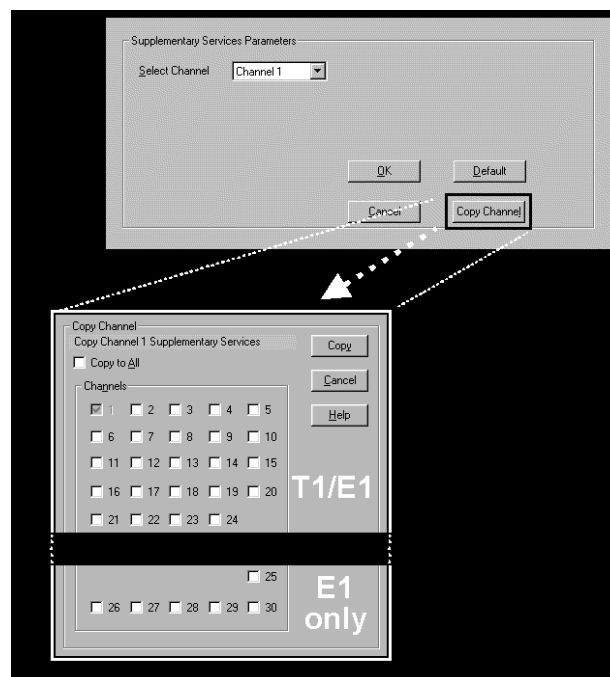 Supplementary Services Parameters
Select Channel Channel 1
OK Default
Cancel Copy Channel
Copy Channel
Copy Channel 1 Supplementary Services
Copy
Copy to All
Cancel
Channels
Help
1 2 3 4 5
6 7 8 9 10
11 12 13 14 15
16 17 18 19 20
T1/E1
21 22 23 24
25
E1
only
26 27 28 29 30